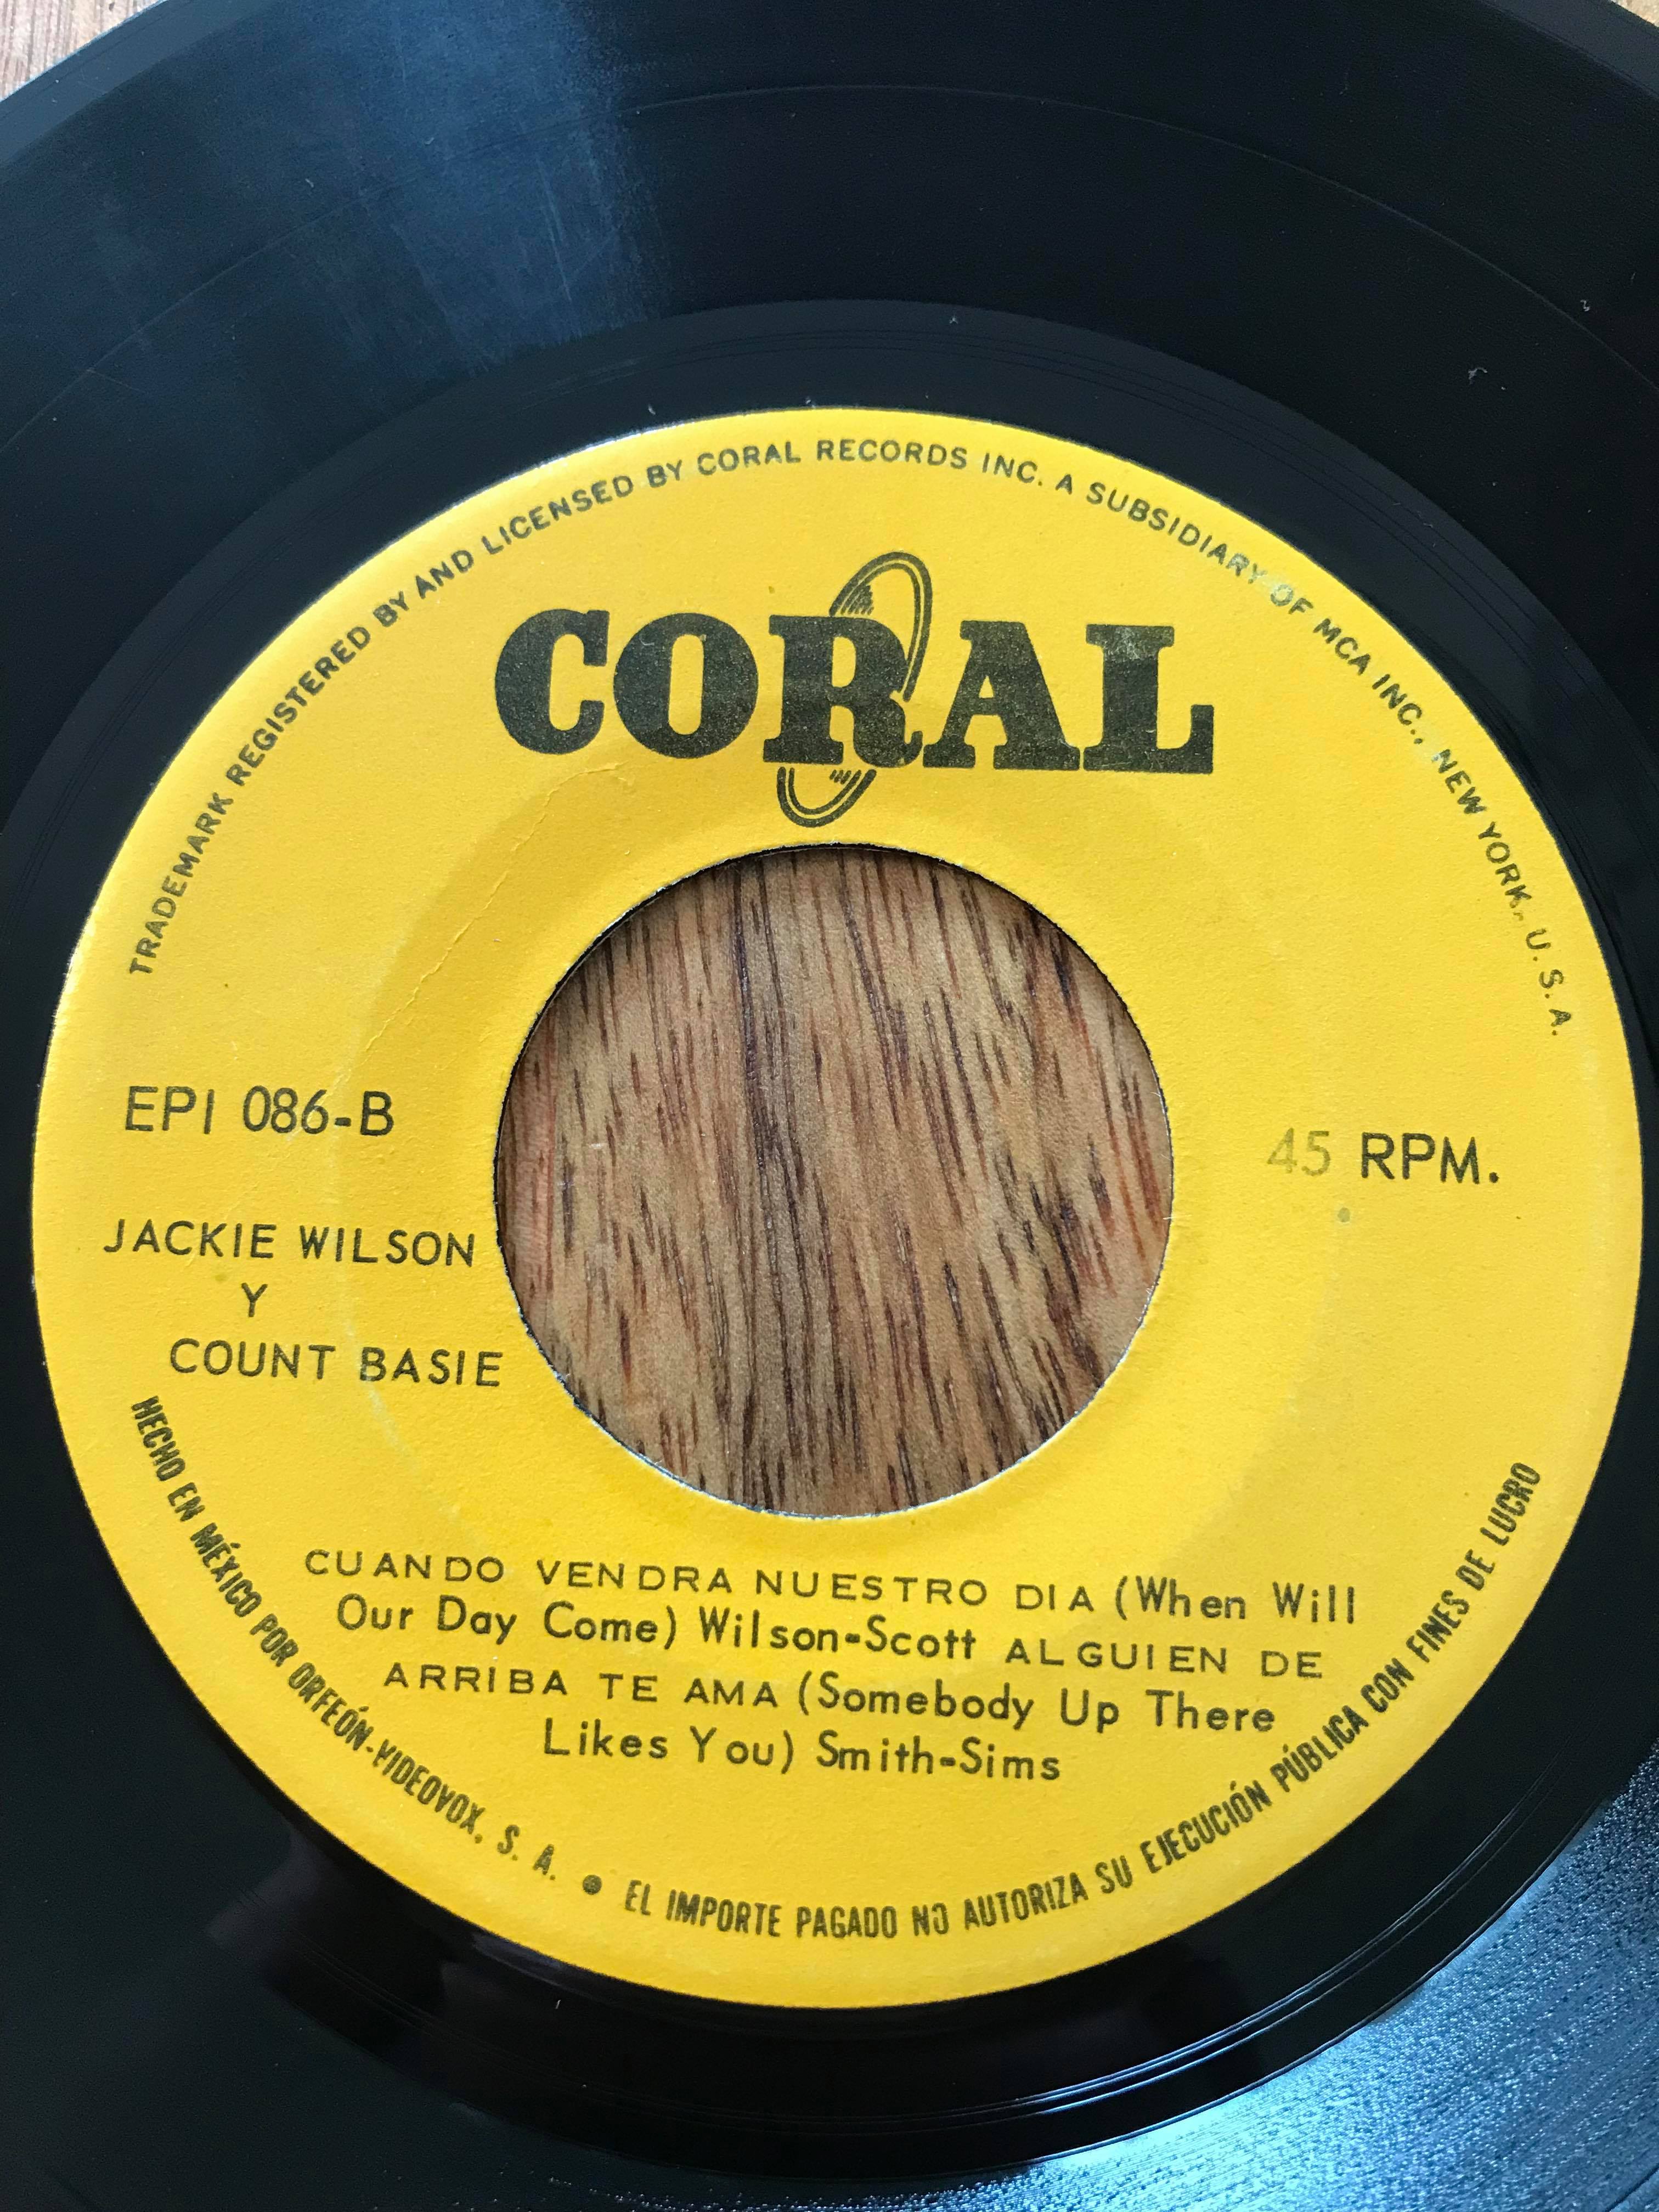 TRADEMARK REGISTERED BY AND LICENSED BY CORAL RECORDS INC. A SUBSIDIARY OF MCA INC., NEW YORK, U. S. A.
CORAL
EPI 086-B
45 RPM.
JACKIE WILSON
Y
COUNT BASIE
CUANDO VENDRA NUESTRO DIA (When Will
Our Day Come) Wilson-Scott ALGUIEN DE
ARRIBA TE AMA (Somebody Up There
Likes You) Smith-Sims
HECHO EN MÉXICO POR ORFEÓN-VIDEOVOX, S. A. ● EL IMPORTE PAGADO NO AUTORIZA SU EJECUCIÓN PÚBLICA CON FINES DE LUCRO